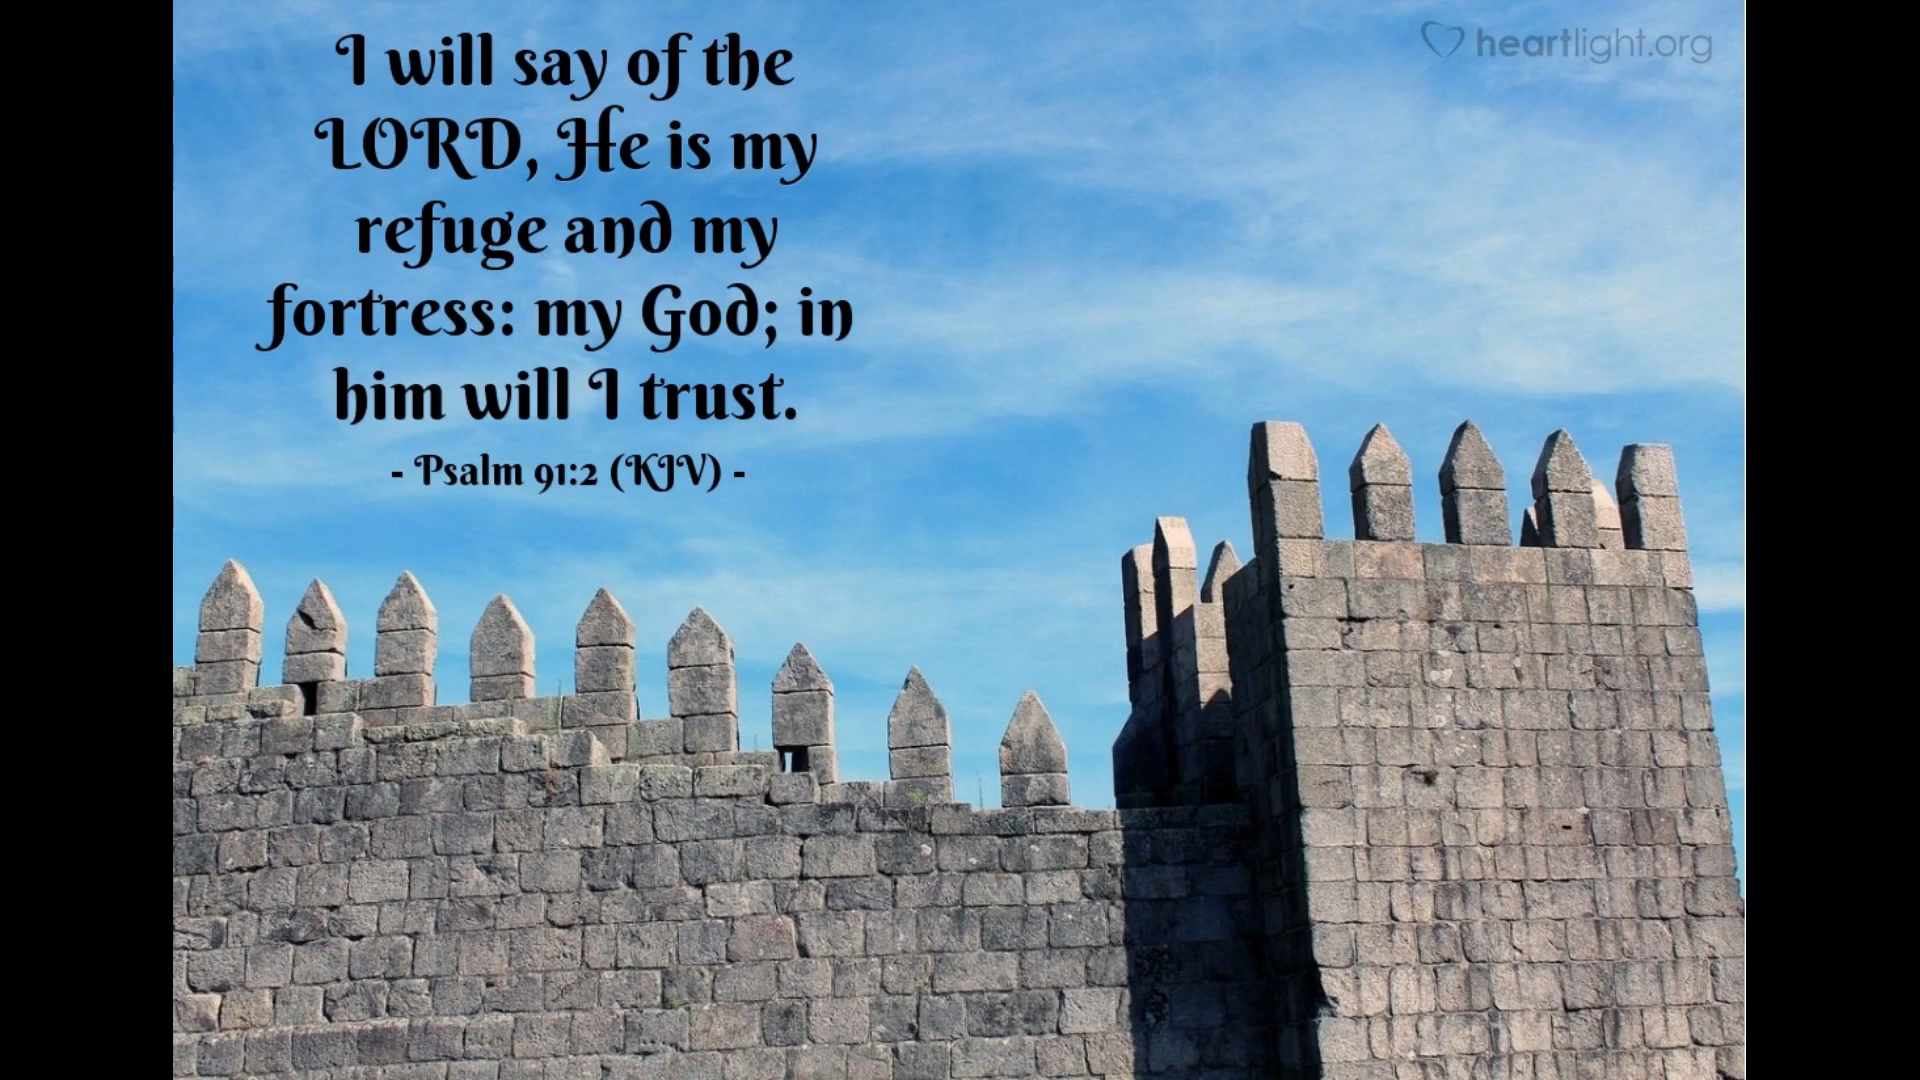 I will say of the
LORD, He is my
refuge and my
fortress: my God; in
him will I trust.
- Psalm 91:2 (KJV) -
heartlight.org